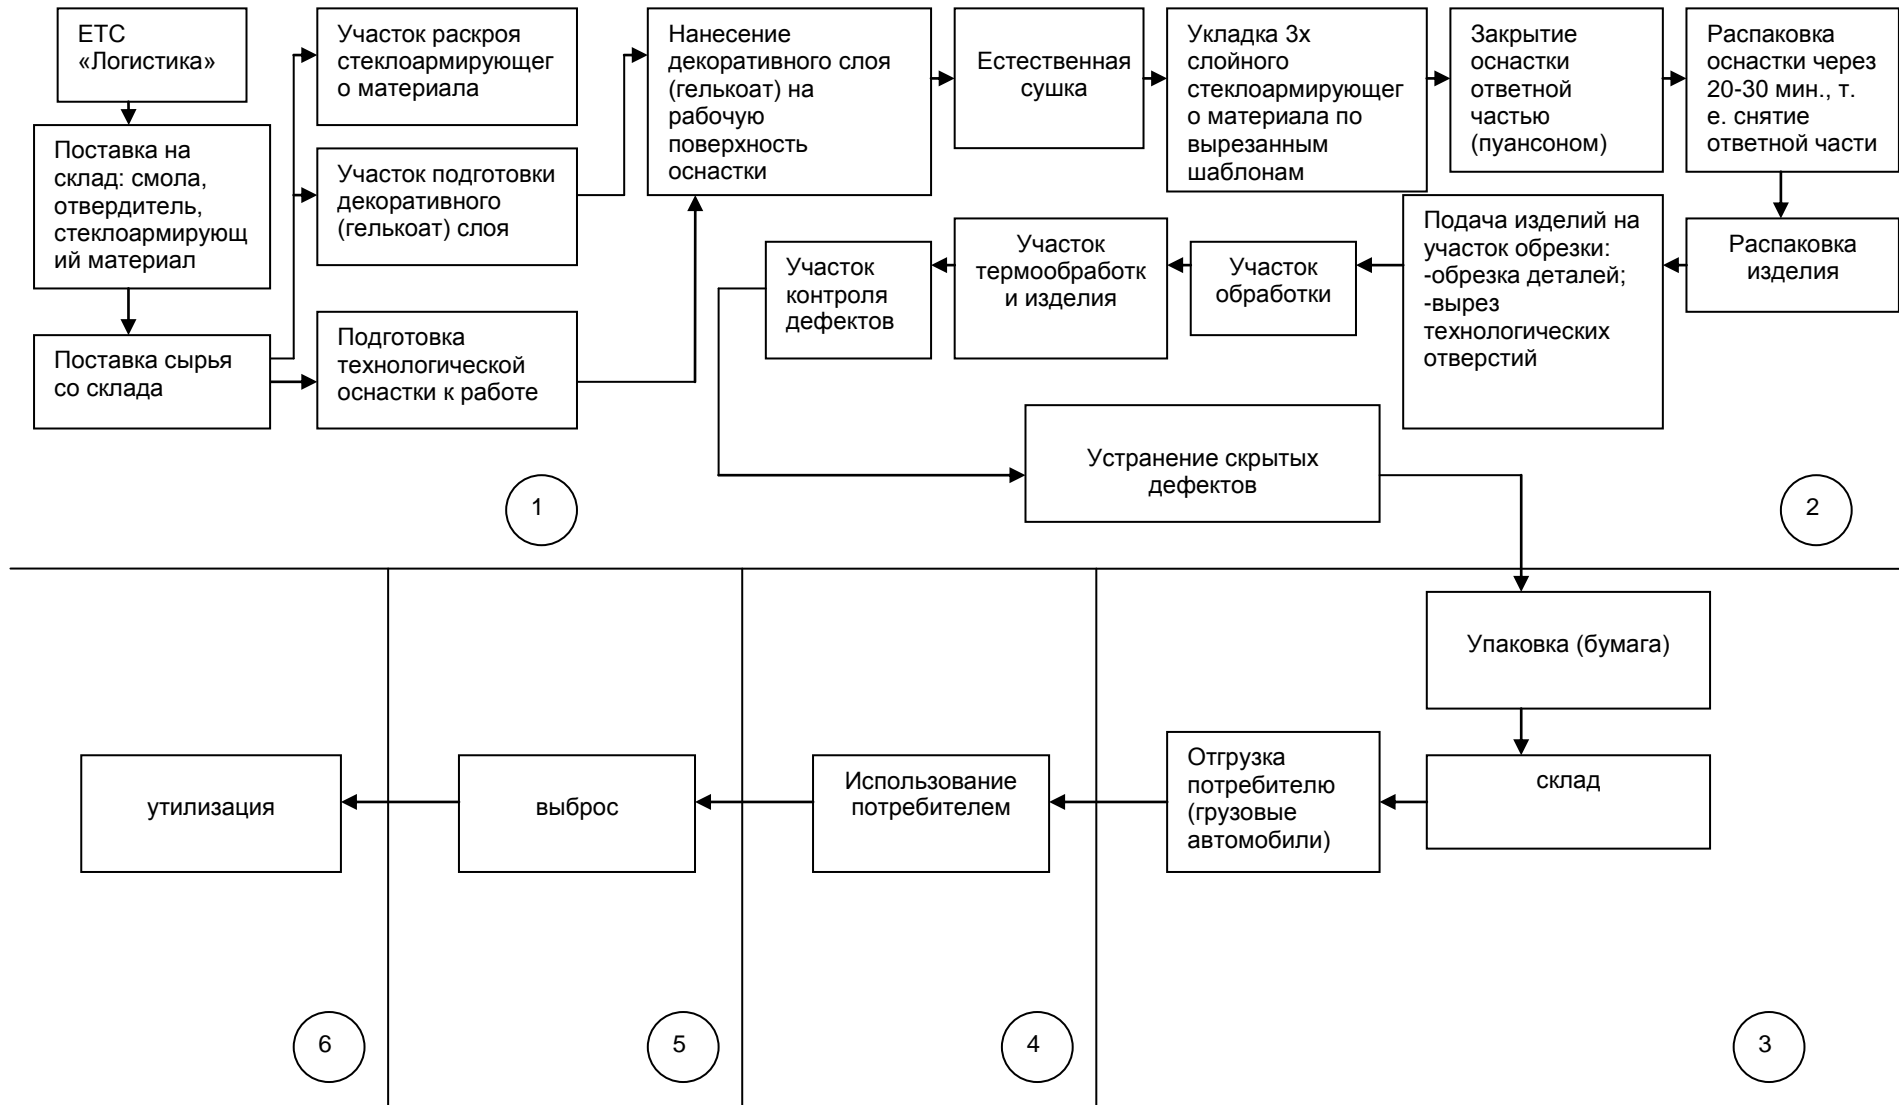 ЕТС
«Логистика»
Поставка на
склад: смола,
отвердитель,
стеклоармирующ
ий материал
Поставка сырья
со склада
Участок раскроя
стеклоармирующег
о материала
Участок подготовки
декоративного
(гелькоат) слоя
Подготовка
технологической
оснастки к работе
Нанесение
декоративного слоя
(гелькоат) на
рабочую
поверхность
оснастки
Естественная
сушка
Укладка 3х
слойного
стеклоармирующег
о материала по
вырезанным
шаблонам
Закрытие
оснастки
ответной
частью
(пуансоном)
Распаковка
оснастки через
20-30 мин., т.
е. снятие
ответной части
Распаковка
изделия
Подача изделий на
участок обрезки:
-обрезка деталей;
-вырез
технологических
отверстий
Участок
обработки
Участок
термообработк
и изделия
Участок
контроля
дефектов
Устранение скрытых
дефектов
1
2
Упаковка (бумага)
склад
Отгрузка
потребителю
(грузовые
автомобили)
Использование
потребителем
выброс
утилизация
6
5
4
3